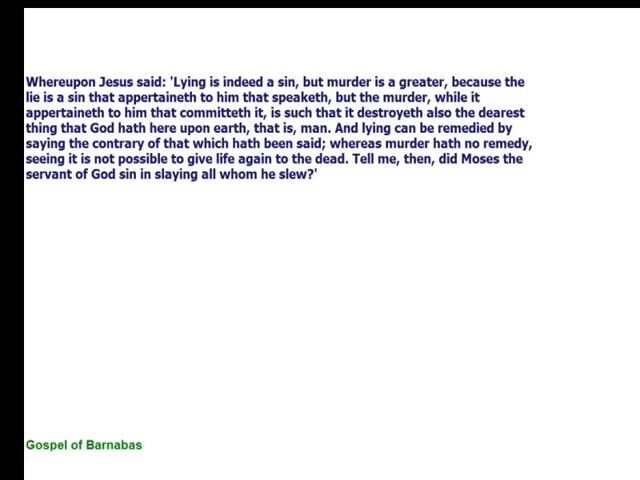 Whereupon Jesus said: 'Lying is indeed a sin, but murder is a greater, because the
lie is a sin that appertaineth to him that speaketh, but the murder, while it
appertaineth to him that committeth it, is such that it destroyeth also the dearest
thing that God hath here upon earth, that is, man. And lying can be remedied by
saying the contrary of that which hath been said; whereas murder hath no remedy,
seeing it is not possible to give life again to the dead. Tell me, then, did Moses the
servant of God sin in slaying all whom he slew?'
Gospel of Barnabas